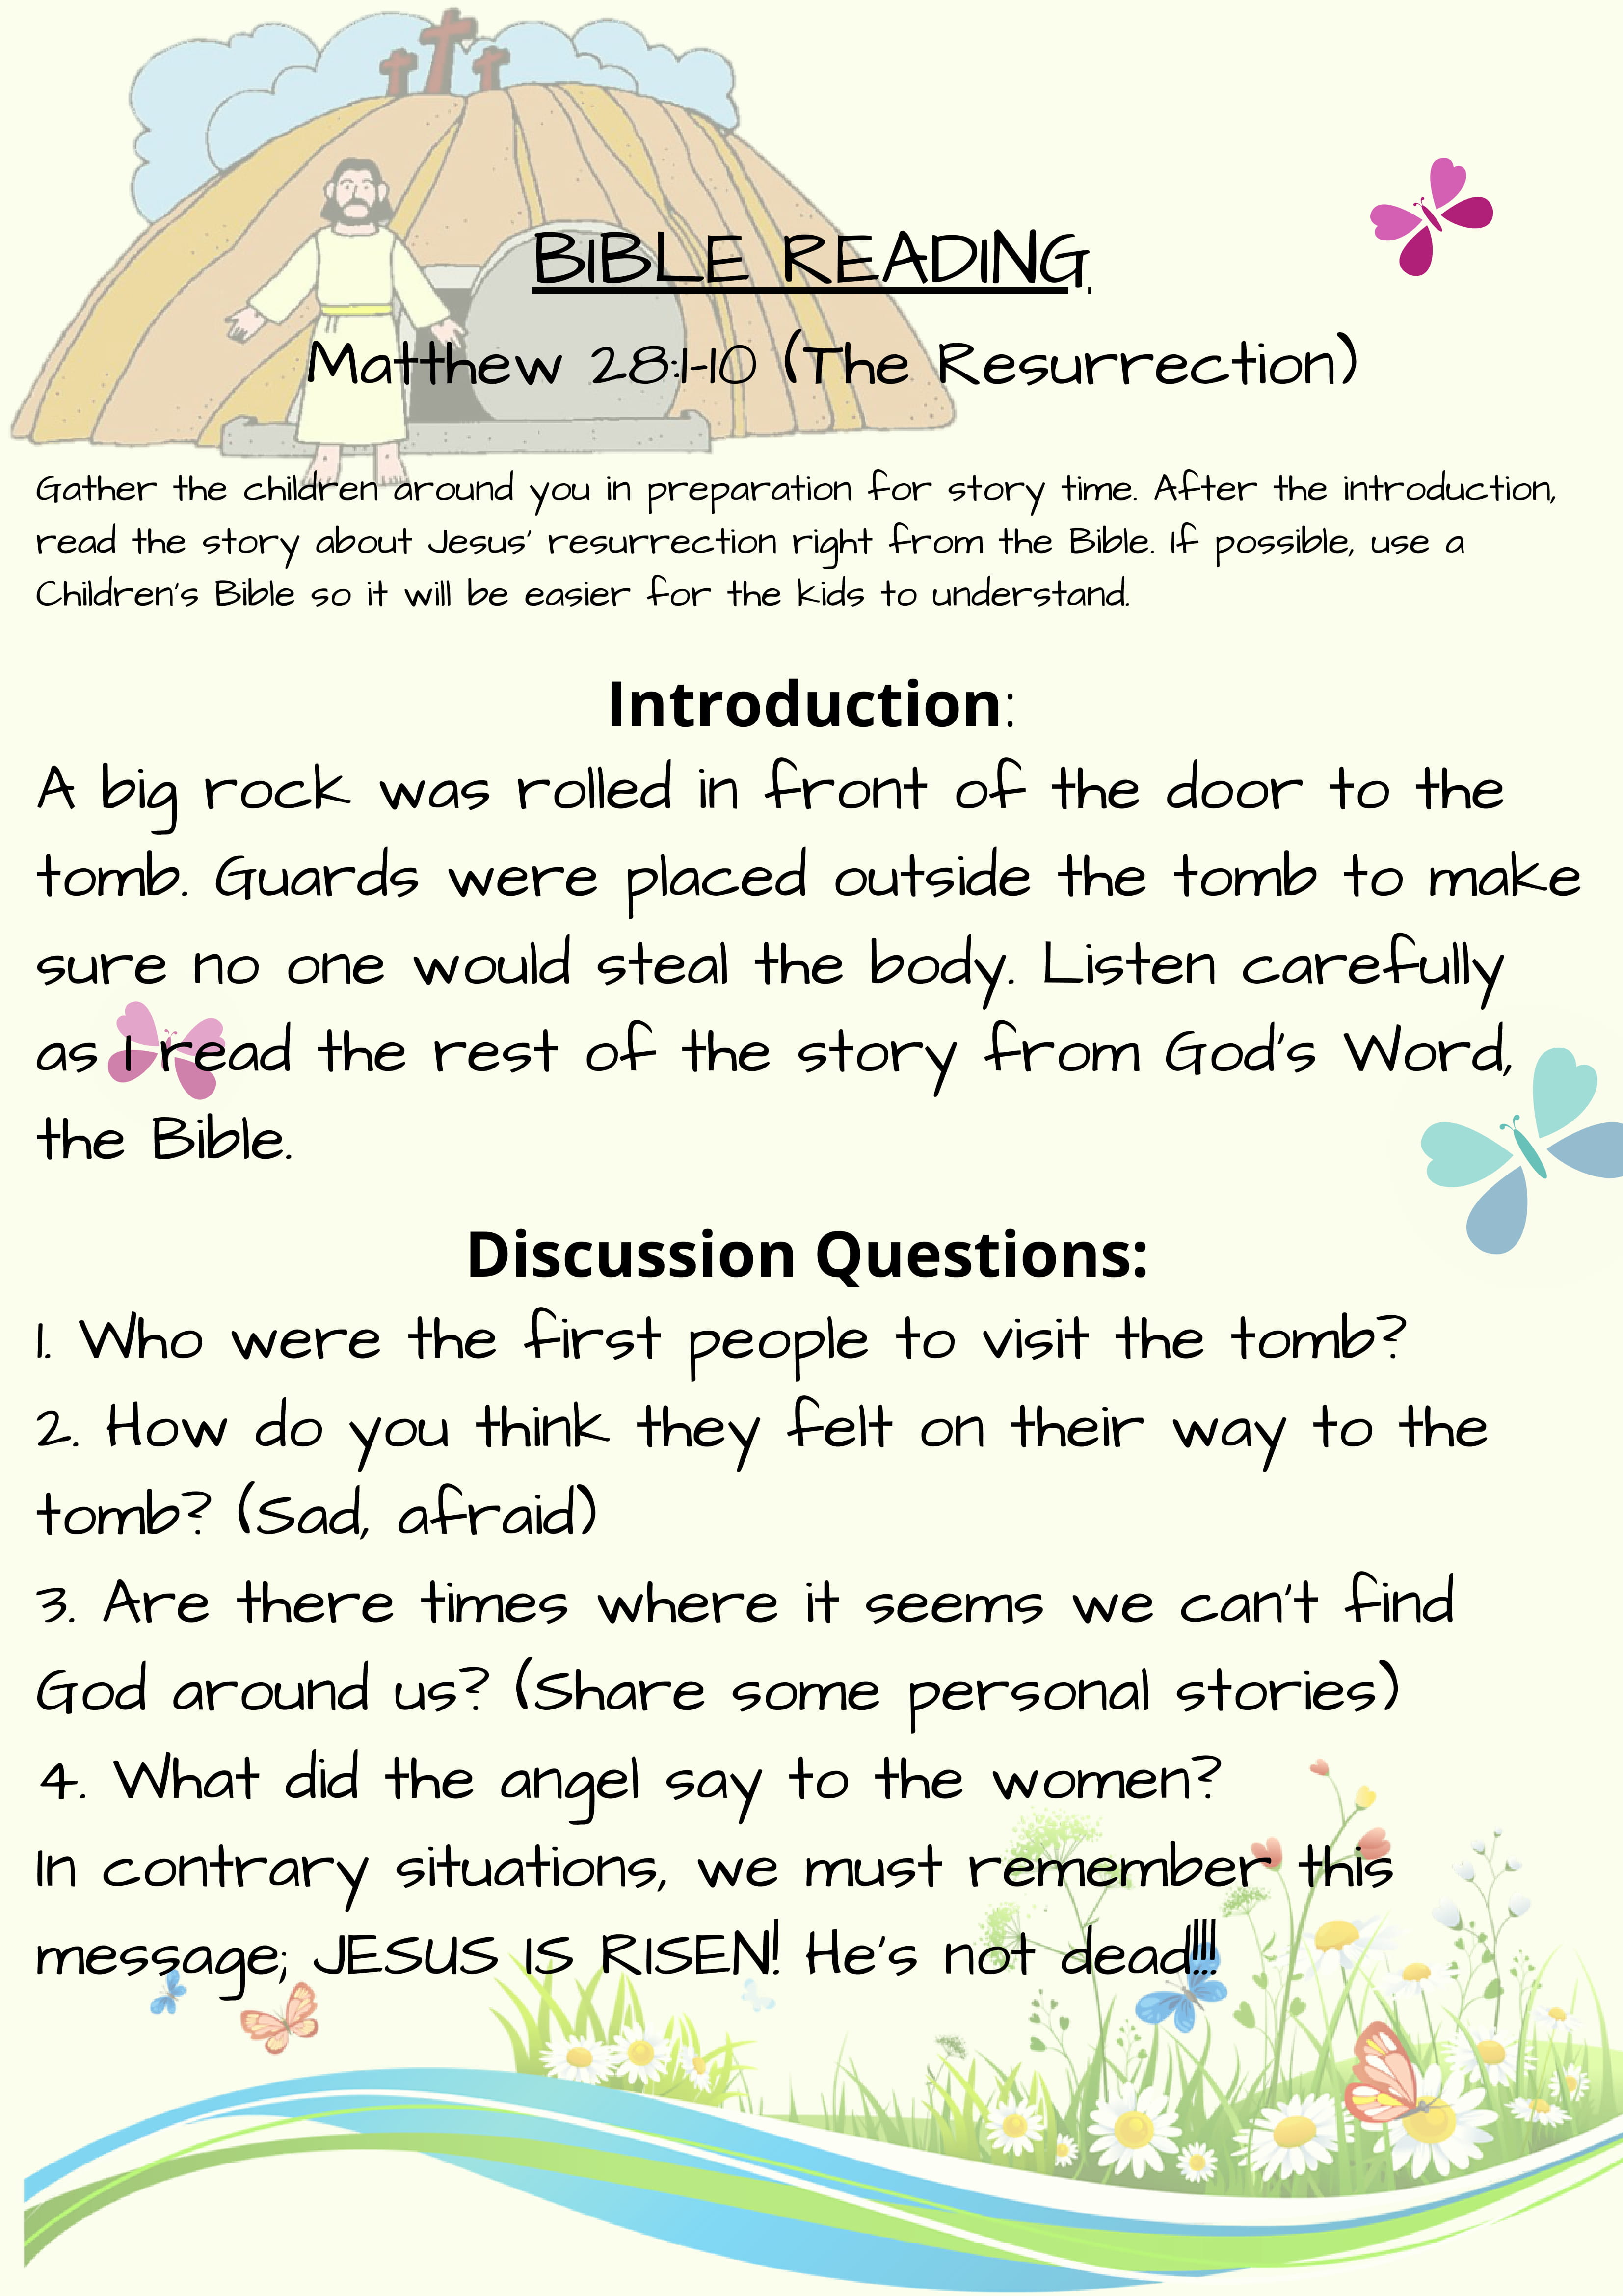 BIBLE READING
Matthew 28:1-10 (The Resurrection)
Gather the children around you in preparation for story time. After the introduction,
read the story about Jesus' resurrection right from the Bible. If possible, use a
Children's Bible so it will be easier for the kids to understand.
Introduction:
A big rock was rolled in front of the door to the
tomb. Guards were placed outside the tomb to make
sure no one would steal the body. Listen carefully
as I read the rest of the story from God's Word,
the Bible.
Discussion Questions:
1. Who were the first people to visit the tomb?
2. How do you think they felt on their way to the
tomb? (Sad, afraid)
3. Are there times where it seems we can't find
God around us? (Share some personal stories)
4. What did the angel say to the women?
In contrary situations, we must remember this
message; JESUS IS RISEN! He's not dead!!!